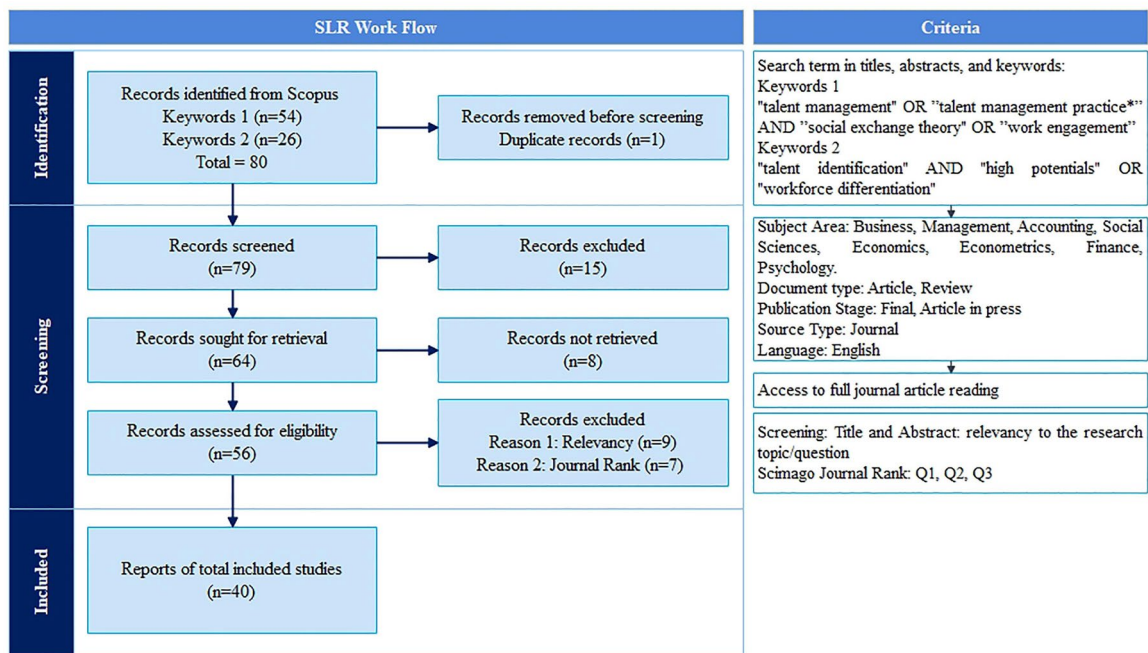 SLR Work Flow
Identification
Records identified from Scopus
Keywords 1 (n=54)
Keywords 2 (n=26)
Total = 80
Records removed before screening
Duplicate records (n=1)
Screening
Records screened
(n=79)
Records excluded
(n=15)
Records sought for retrieval
(n=64)
Records not retrieved
(n=8)
Records assessed for eligibility
(n=56)
Records excluded
Reason 1: Relevancy (n=9)
Reason 2: Journal Rank (n=7)
Included
Reports of total included studies
(n=40)
Criteria
Search term in titles, abstracts, and keywords:
Keywords 1
"talent management" OR ”talent management practice*”
AND ”social exchange theory" OR ”work engagement”
Keywords 2
"talent identification" AND "high potentials" OR
"workforce differentiation"
Subject Area: Business, Management, Accounting, Social
Sciences, Economics, Econometrics, Finance,
Psychology.
Document type: Article, Review
Publication Stage: Final, Article in press
Source Type: Journal
Language: English
Access to full journal article reading
Screening: Title and Abstract: relevancy to the research
topic/question
Scimago Journal Rank: Q1, Q2, Q3